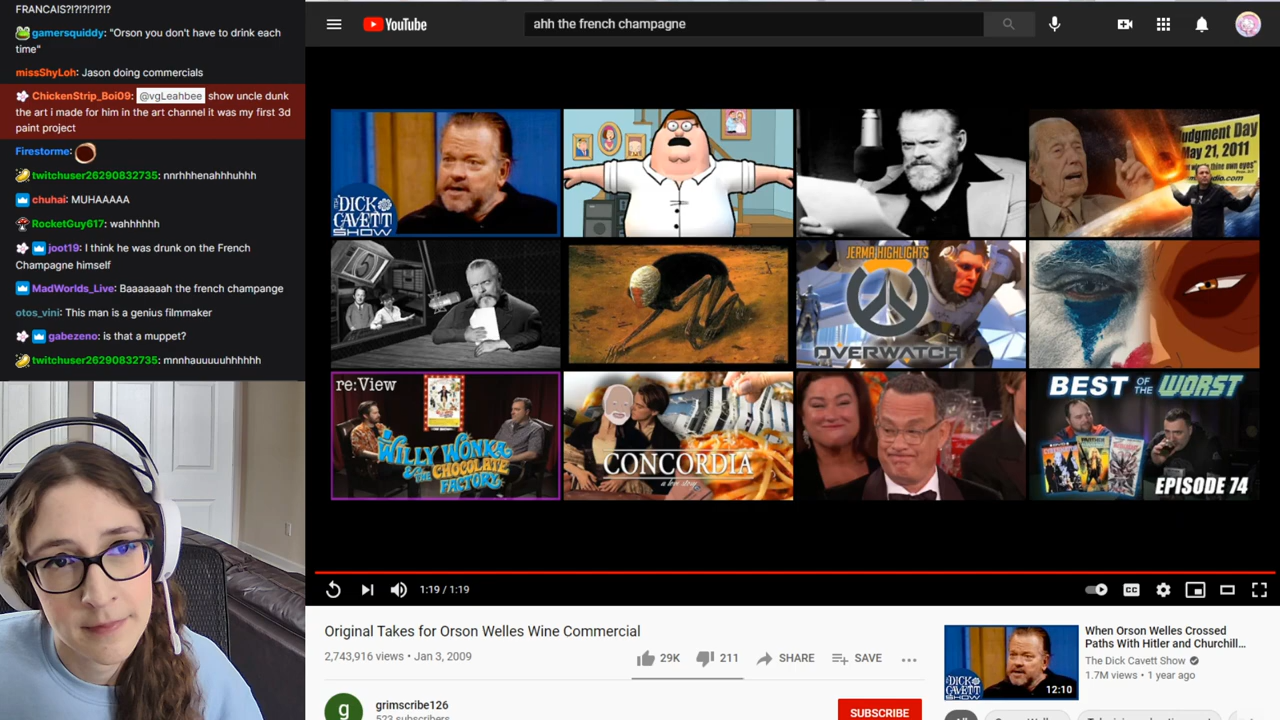 FRANCAIS?!?!?!?!?!?
gamersquiddy: "Orson you don't have to drink each
time"
missShyLoh: Jason doing commercials
ChickenStrip_Boi09: @vgLeahbee show uncle dunk
the art i made for him in the art channel it was my first 3d
paint project
Firestorme:
twitchuser26290832735: nnrhhhenahhhuhhh
chuhai: MUHAAAAA
RocketGuy617: wahhhhhh
joot19: I think he was drunk on the French
Champagne himself
MadWorlds_Live: Baaaaaaah the french champange
otos_vini: This man is a genius filmmaker
gabezeno: is that a muppet?
twitchuser26290832735: mnnhauuuuuhhhhhh
YouTube
ahh the french champagne
THE
DICK
CAVETT
SHOW
Judgment Day
May 21, 2011
JERMA HIGHLIGHTS
OVERWATCH
re:View
WILLY WONKA
& THE CHOCOLATE
FACTORY
CONCORDIA
a love story
BEST OF THE WORST
EPISODE 74
1:19 / 1:19
CC
Original Takes for Orson Welles Wine Commercial
2,743,916 views • Jan 3, 2009
29K
211
SHARE
SAVE
g
grimscribe126
523 subscribers
SUBSCRIBE
THE
DICK
CAVETT
SHOW
12:10
When Orson Welles Crossed
Paths With Hitler and Churchill...
The Dick Cavett Show
1.7M views • 1 year ago
All